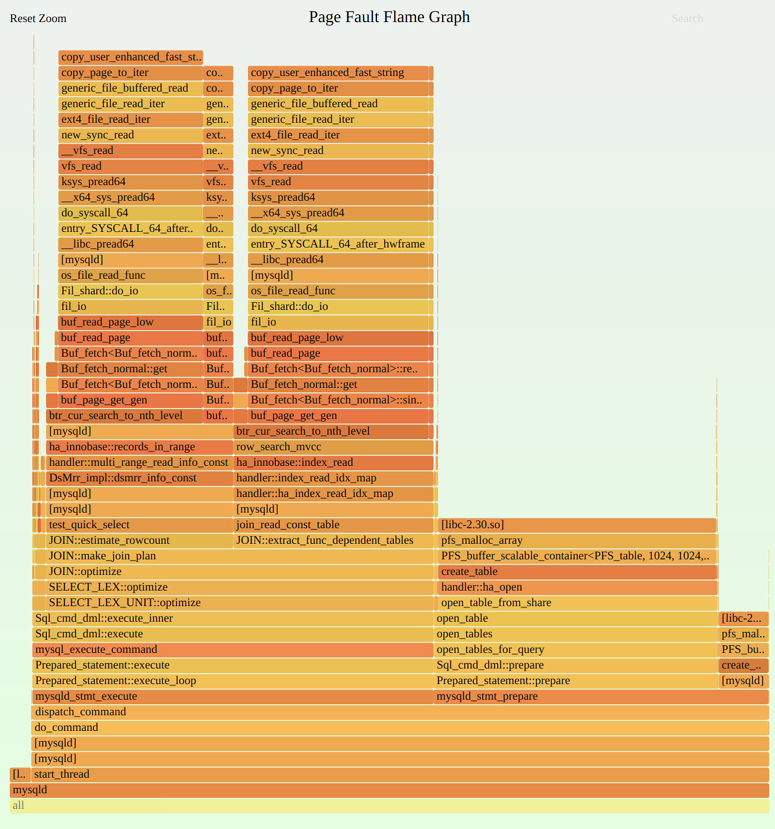 Reset Zoom Page Fault Flame Graph Search
copy_user_enhanced_fast_st..
copy_page_to_iter co.. copy_user_enhanced_fast_string
generic_file_buffered_read co.. copy_page_to_iter
generic_file_read_iter gen.. generic_file_buffered_read
ext4_file_read_iter gen.. generic_file_read_iter
new_sync_read ext.. ext4_file_read_iter
__vfs_read ne.. new_sync_read
vfs_read __v.. __vfs_read
ksys_pread64 vfs.. vfs_read
__x64_sys_pread64 ksy.. ksys_pread64
do_syscall_64 __.. __x64_sys_pread64
entry_SYSCALL_64_after.. do.. do_syscall_64
__libc_pread64 ent.. entry_SYSCALL_64_after_hwframe
[mysqld] __l.. __libc_pread64
os_file_read_func [m.. [mysqld]
Fil_shard::do_io os_f.. os_file_read_func
fil_io Fil.. Fil_shard::do_io
buf_read_page_low fil_io fil_io
buf_read_page buf.. buf_read_page_low
Buf_fetch<Buf_fetch_norm.. buf.. buf_read_page
Buf_fetch_normal::get Buf.. Buf_fetch<Buf_fetch_normal>::re..
Buf_fetch<Buf_fetch_norm.. Buf.. Buf_fetch_normal::get
buf_page_get_gen Buf.. Buf_fetch<Buf_fetch_normal>::sin..
btr_cur_search_to_nth_level buf.. buf_page_get_gen
[mysqld] btr_cur_search_to_nth_level
ha_innobase::records_in_range row_search_mvcc
handler::multi_range_read_info_const ha_innobase::index_read
DsMrr_impl::dsmrr_info_const handler::index_read_idx_map
[mysqld] handler::ha_index_read_idx_map
[mysqld] [mysqld]
test_quick_select join_read_const_table [libc-2.30.so]
JOIN::estimate_rowcount JOIN::extract_func_dependent_tables pfs_malloc_array
JOIN::make_join_plan PFS_buffer_scalable_container<PFS_table, 1024, 1024,..
JOIN::optimize create_table
SELECT_LEX::optimize handler::ha_open
SELECT_LEX_UNIT::optimize open_table_from_share
Sql_cmd_dml::execute_inner open_table [libc-2...
Sql_cmd_dml::execute open_tables pfs_mal..
mysql_execute_command open_tables_for_query PFS_bu..
Prepared_statement::execute Sql_cmd_dml::prepare create_..
Prepared_statement::execute_loop Prepared_statement::prepare [mysqld]
mysqld_stmt_execute mysqld_stmt_prepare
dispatch_command
do_command
[mysqld]
[mysqld]
[l.. start_thread
mysqld
all